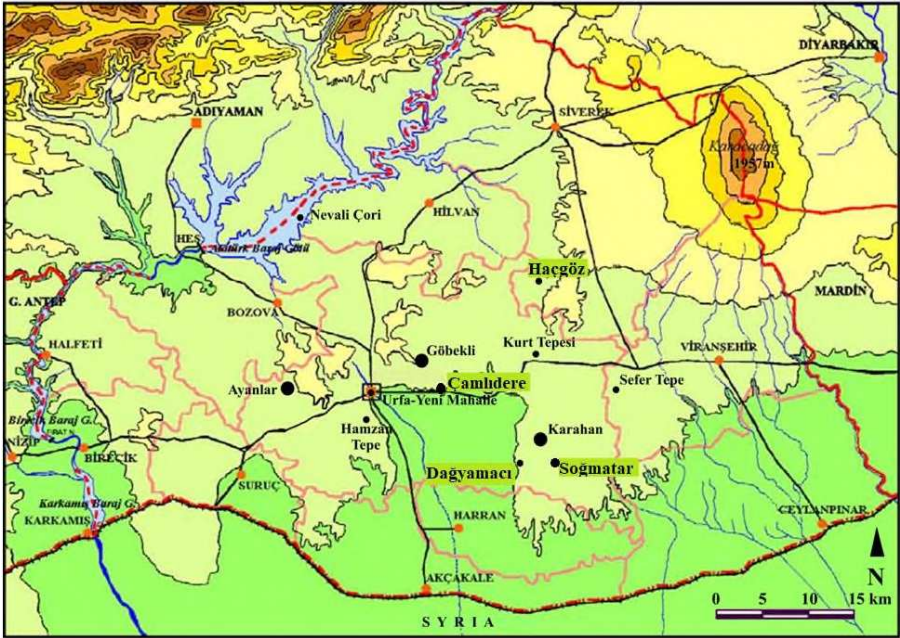 DİYARBAKIR
ADIYAMAN
SİVEREK
Karacadağ
1957m
Nevali Çori
HİLVAN
HES
Atatürk Baraj Gölü
Haçgöz
G. ANTEP
MARDİN
BOZOVA
HALFETİ
Göbekli
Kurt Tepesi
VİRANŞEHİR
Ayanlar
Çamlıdere
Sefer Tepe
Urfa-Yeni Mahalle
Birecik Baraj G.
Hamzan
Tepe
Karahan
NİZİP
BİRECİK
Dağyamacı
Soğmatar
SURUÇ
Karkamış Baraj G.
KARKAMIŞ
HARRAN
CEYLANPINAR
AKÇAKALE
N
0 5 10 15 km
SYRIA